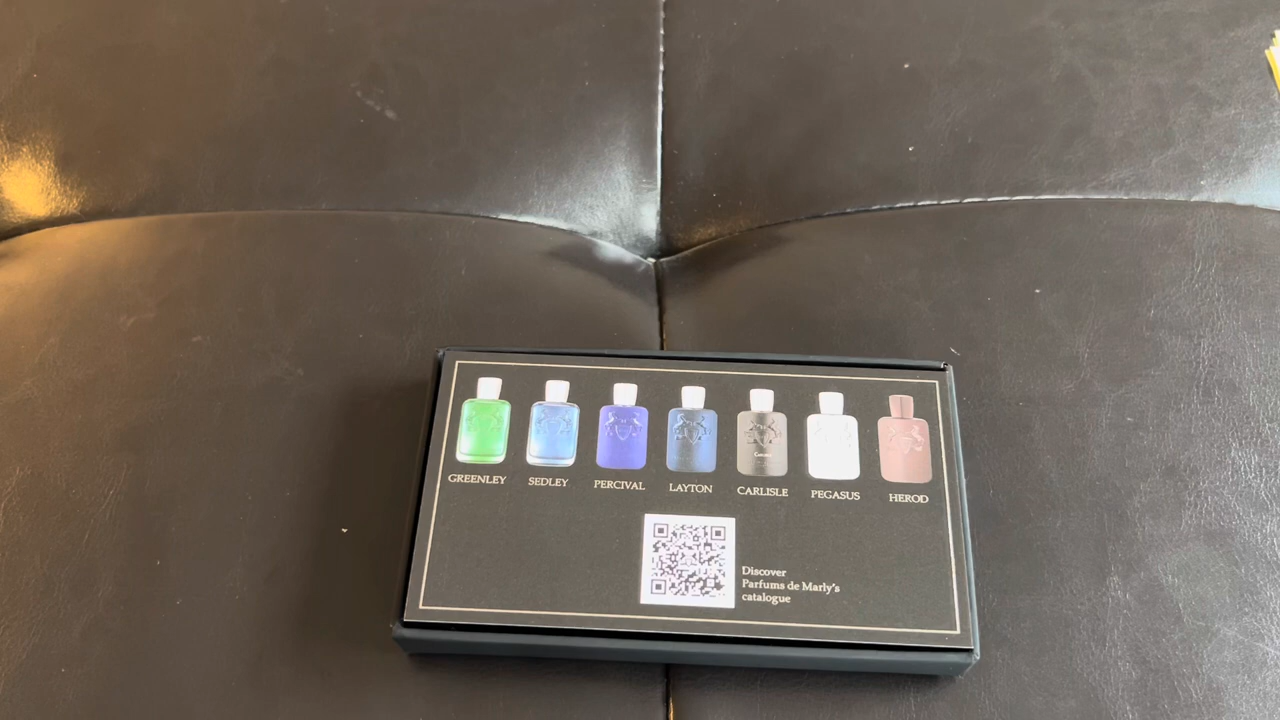 GREENLEY SEDLEY PERCIVAL LAYTON CARLISLE PEGASUS HEROD
Discover
Parfums de Marly's
catalogue